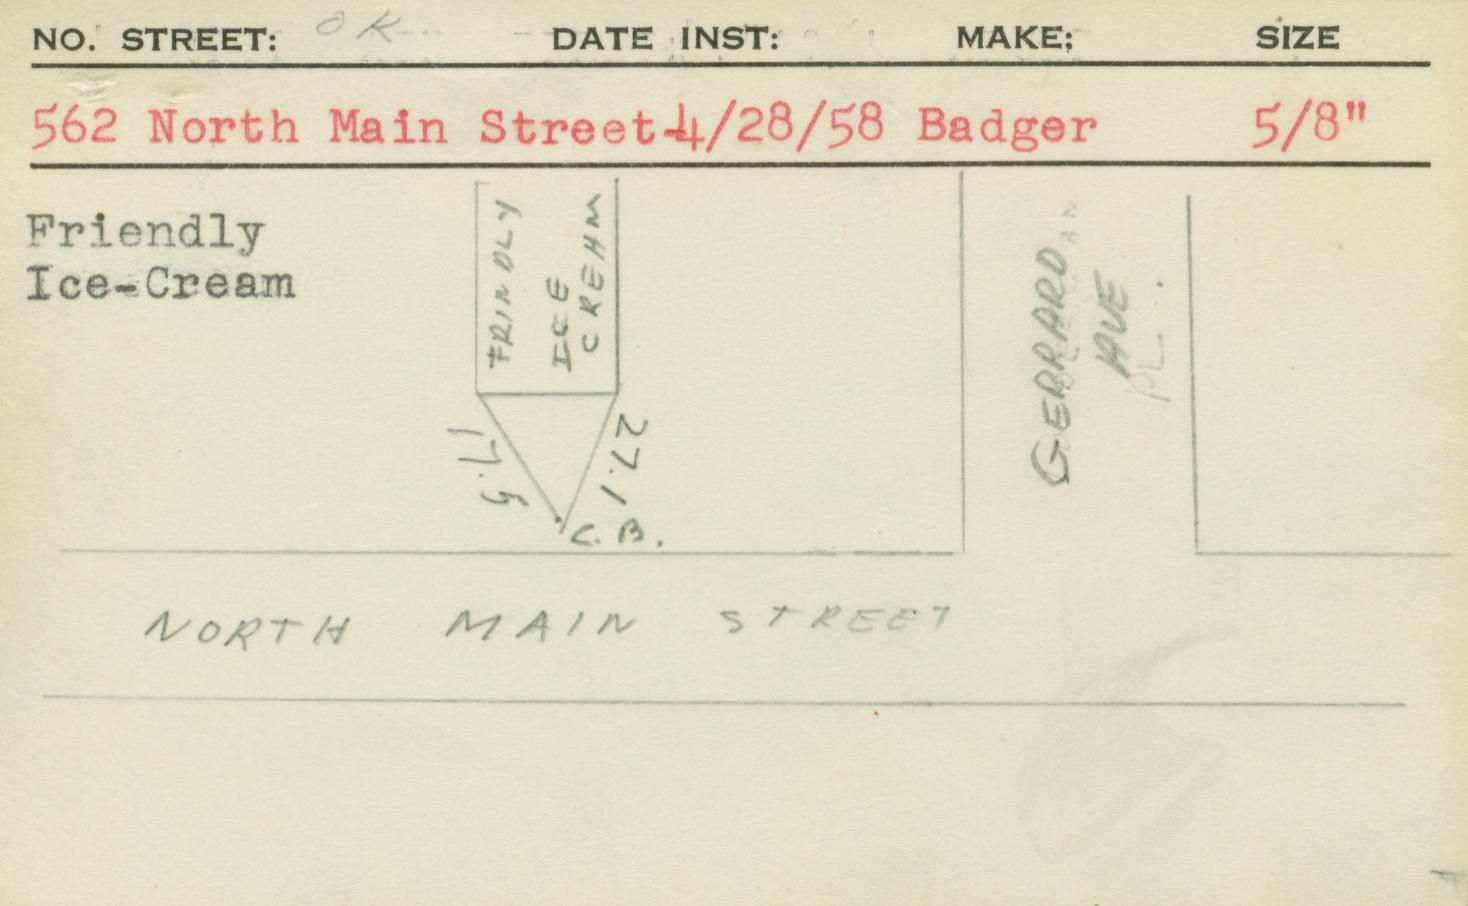 NO. STREET: OK DATE INST: MAKE: SIZE
562 North Main Street 4/28/58 Badger 5/8"
Friendly
Ice-Cream
FRINDLY
ICE
CREAM
17.5
27.1
C.B.
GERRARD
AVE
PL.
NORTH MAIN STREET